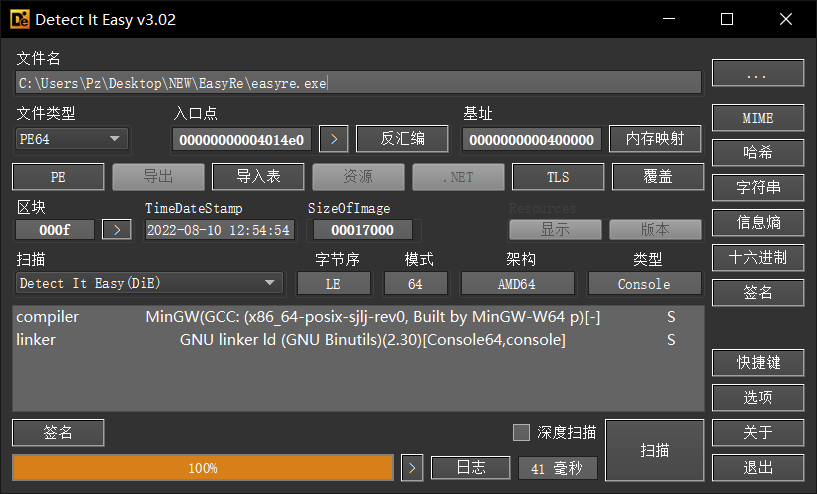 Detect It Easy v3.02
文件名
C:\Users\Pz\Desktop\NEW\EasyRe\easyre.exe
...
文件类型 入口点 基址
PE64 00000000004014e0 > 反汇编 0000000000400000 内存映射 MIME
哈希
PE 导出 导入表 资源 .NET TLS 覆盖 字符串
区块 TimeDateStamp SizeOfImage Resources
000f > 2022-08-10 12:54:54 00017000 显示 版本 信息熵
扫描 字节序 模式 架构 类型 十六进制
Detect It Easy(DiE) LE 64 AMD64 Console 签名
compiler MinGW(GCC: (x86_64-posix-sjlj-rev0, Built by MinGW-W64 p)[-] S
linker GNU linker ld (GNU Binutils)(2.30)[Console64,console] S
快捷键
选项
签名 深度扫描 扫描 关于
100% > 日志 41 毫秒 退出